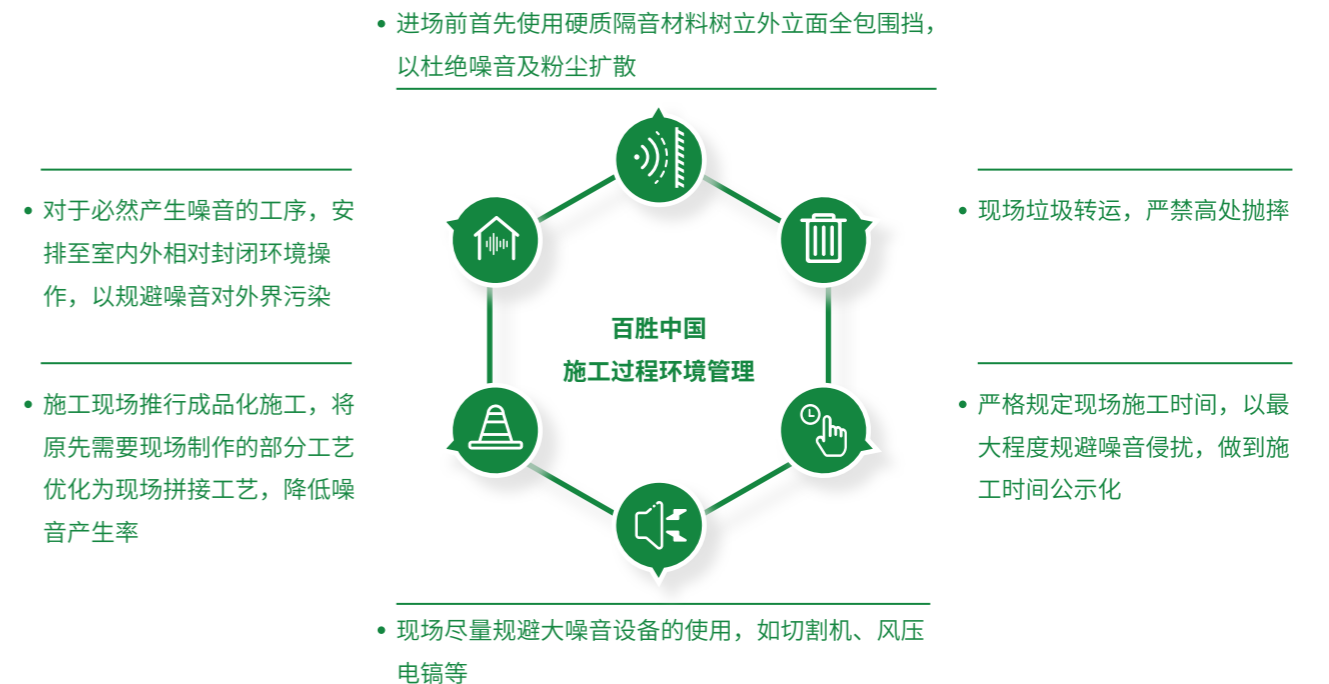 • 进场前首先使用硬质隔音材料树立外立面全包围挡，
以杜绝噪音及粉尘扩散
• 对于必然产生噪音的工序，安
排至室内外相对封闭环境操
作，以规避噪音对外界污染
• 现场垃圾转运，严禁高处抛摔
百胜中国
施工过程环境管理
• 施工现场推行成品化施工，将
原先需要现场制作的部分工艺
优化为现场拼接工艺，降低噪
音产生率
• 严格规定现场施工时间，以最
大程度规避噪音侵扰，做到施
工时间公示化
• 现场尽量规避大噪音设备的使用，如切割机、风压
电镐等